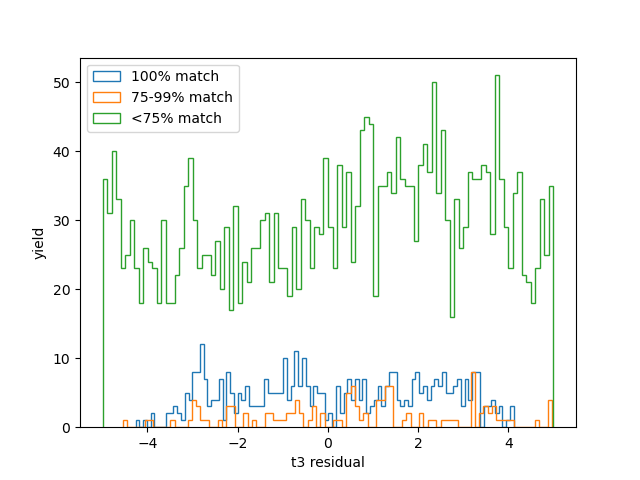 100% match
75-99% match
<75% match
50
40
30
20
10
0
yield
−4
−2
0
2
4
t3 residual